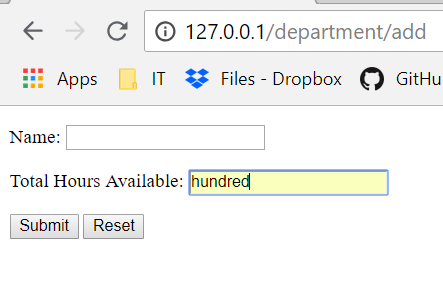 127.0.0.1/department/add
Apps IT Files - Dropbox GitHu
Name:
Total Hours Available: hundred
Submit Reset